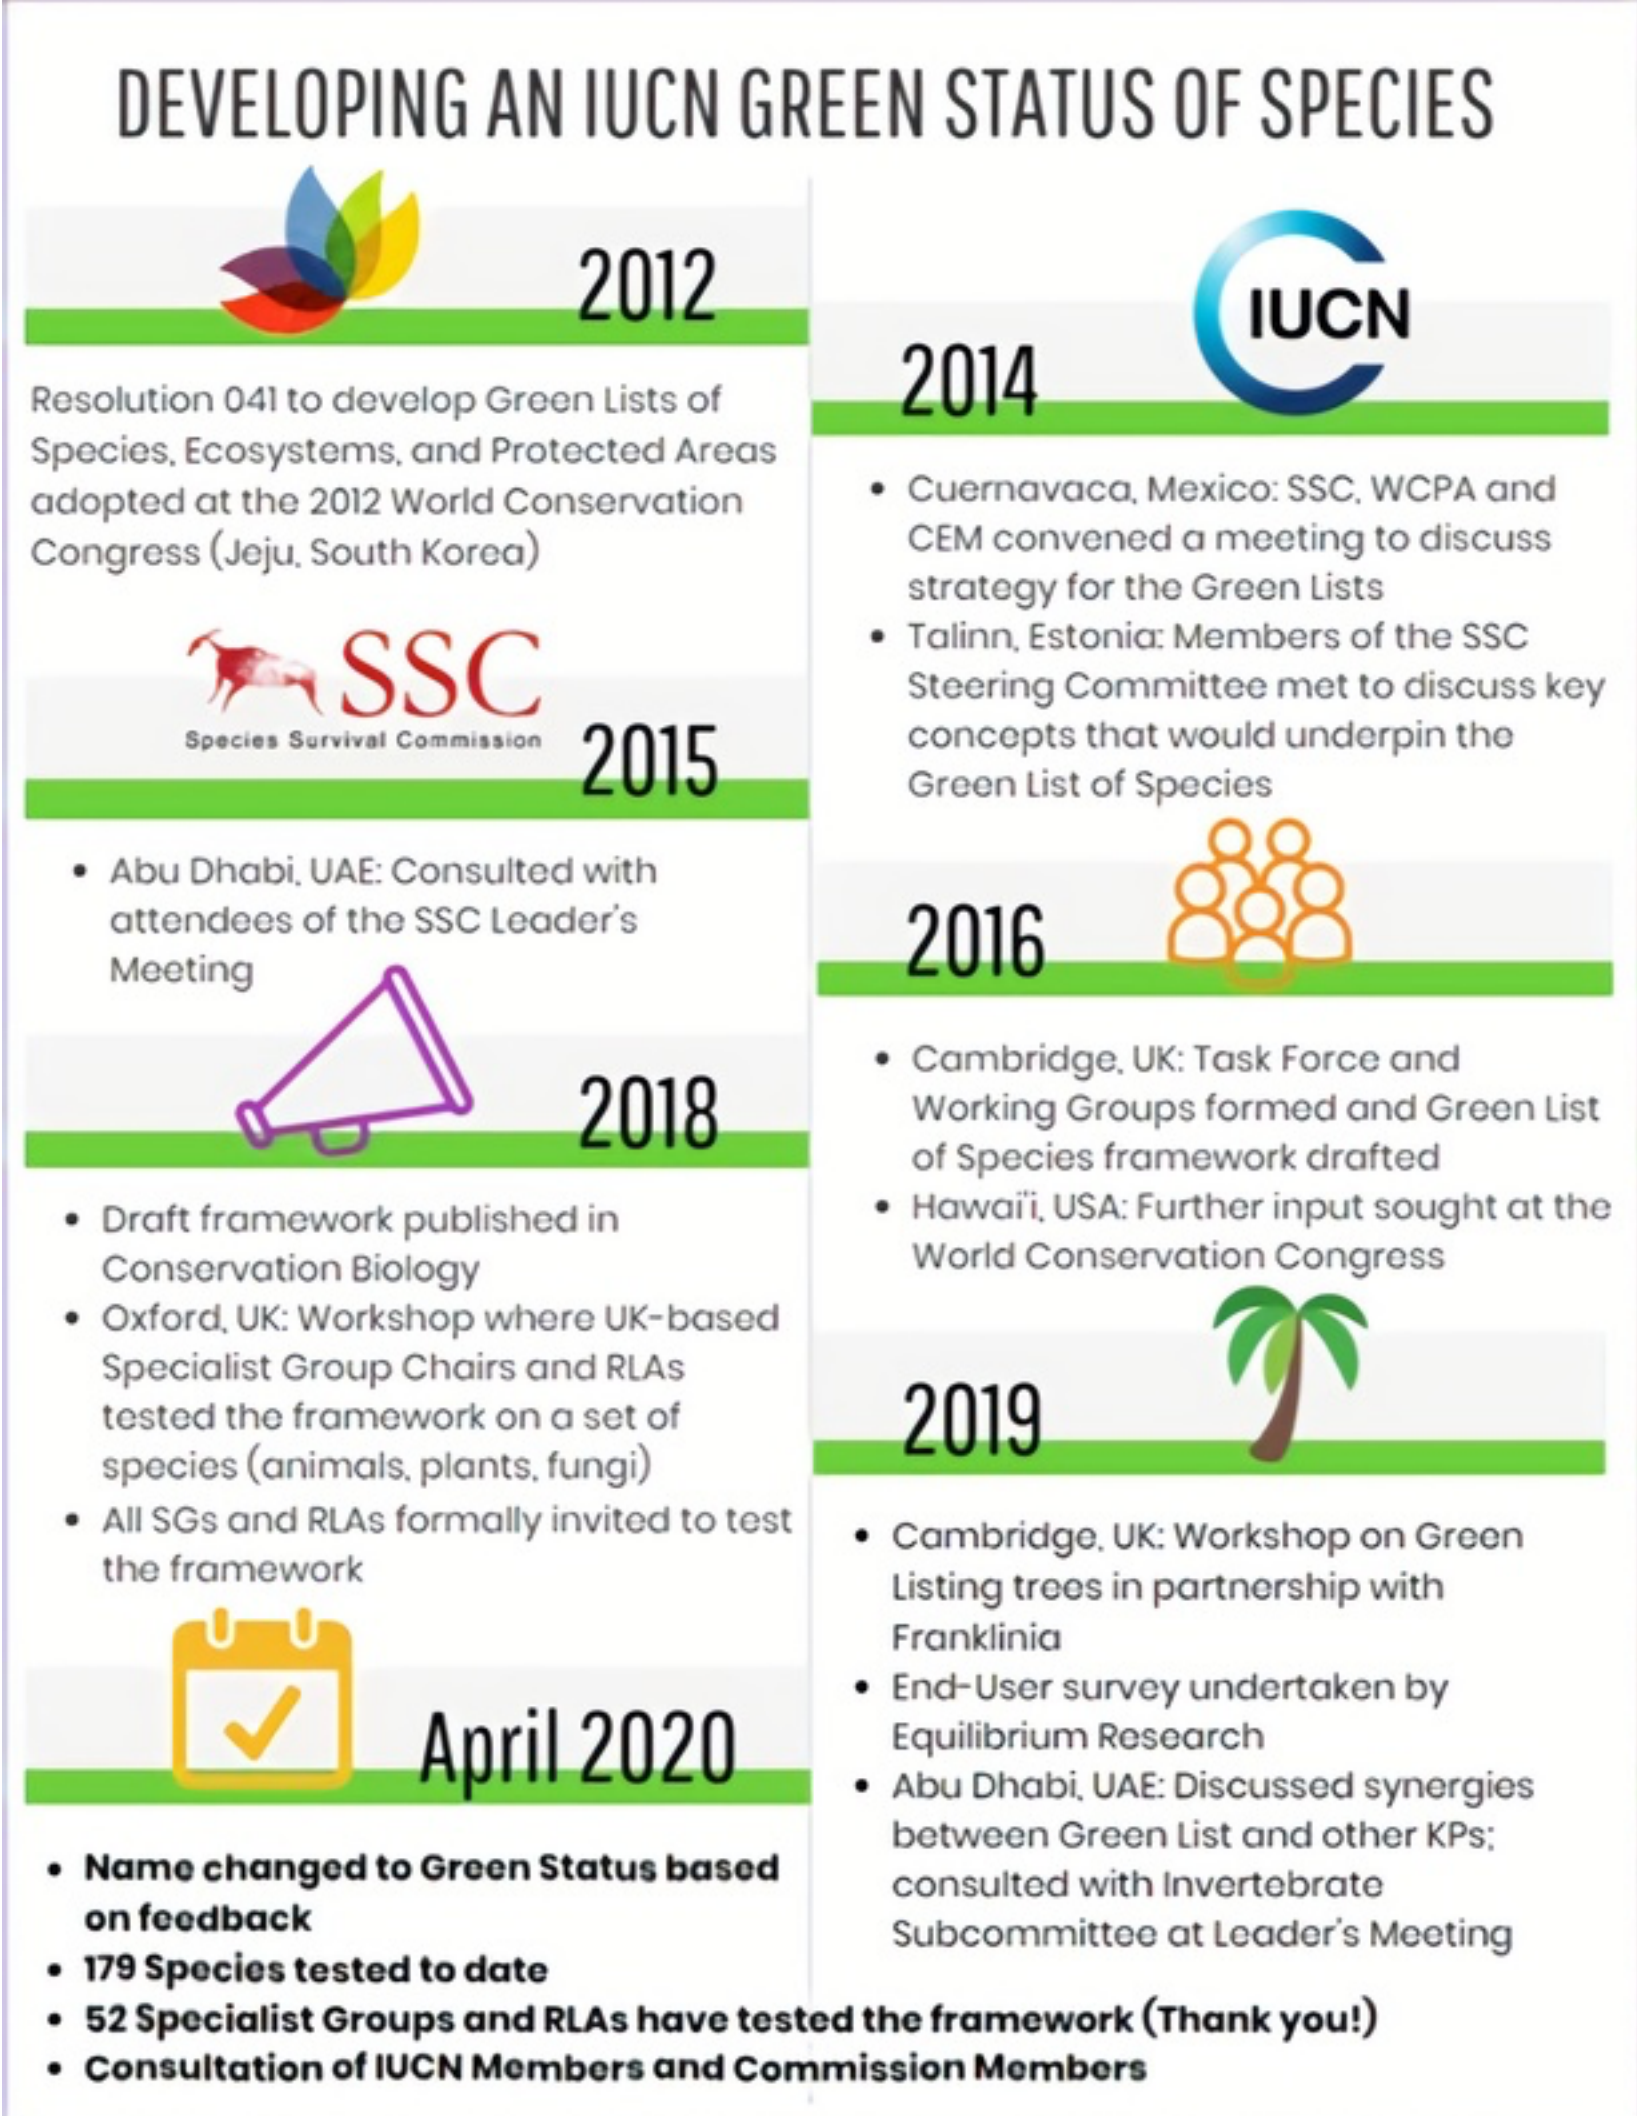 DEVELOPING AN IUCN GREEN STATUS OF SPECIES
2012
Resolution 041 to develop Green Lists of
Species, Ecosystems, and Protected Areas
adopted at the 2012 World Conservation
Congress (Jeju, South Korea)
IUCN
2014
• Cuernavaca, Mexico: SSC, WCPA and
CEM convened a meeting to discuss
strategy for the Green Lists
• Talinn, Estonia: Members of the SSC
Steering Committee met to discuss key
concepts that would underpin the
Green List of Species
SSC
Species Survival Commission
2015
• Abu Dhabi, UAE: Consulted with
attendees of the SSC Leader's
Meeting
2016
• Cambridge, UK: Task Force and
Working Groups formed and Green List
of Species framework drafted
• Hawai'i, USA: Further input sought at the
World Conservation Congress
2018
• Draft framework published in
Conservation Biology
• Oxford, UK: Workshop where UK-based
Specialist Group Chairs and RLAs
tested the framework on a set of
species (animals, plants, fungi)
• All SGs and RLAs formally invited to test
the framework
2019
• Cambridge, UK: Workshop on Green
Listing trees in partnership with
Franklinia
• End-User survey undertaken by
Equilibrium Research
• Abu Dhabi, UAE: Discussed synergies
between Green List and other KPs;
consulted with Invertebrate
Subcommittee at Leader's Meeting
April 2020
• Name changed to Green Status based
on feedback
• 179 Species tested to date
• 52 Specialist Groups and RLAs have tested the framework (Thank you!)
• Consultation of IUCN Members and Commission Members